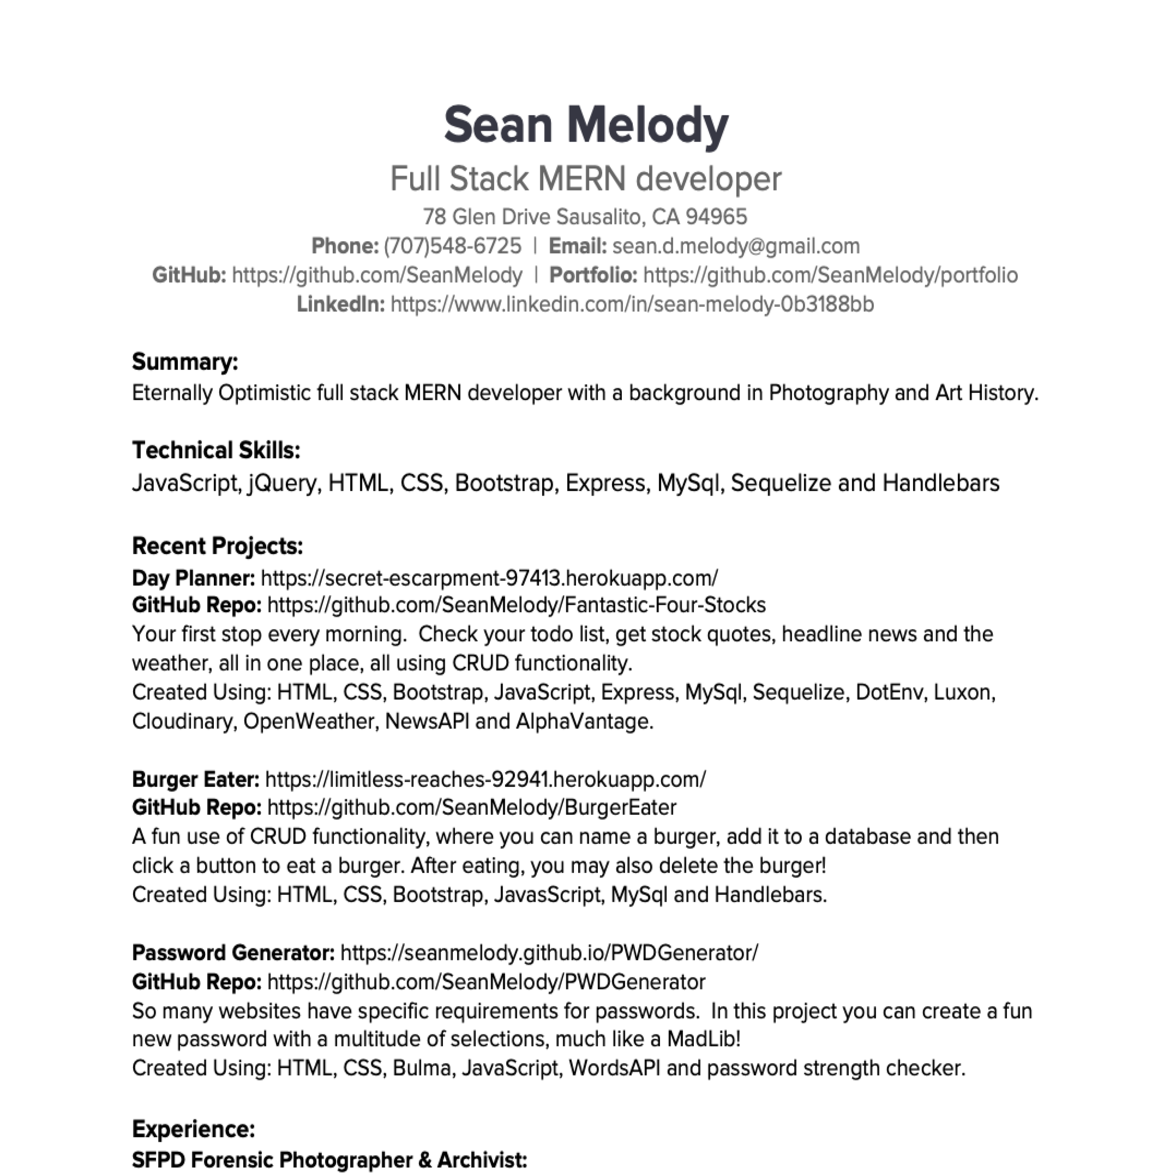 Sean Melody
Full Stack MERN developer
78 Glen Drive Sausalito, CA 94965
Phone: (707)548-6725 | Email: sean.d.melody@gmail.com
GitHub: https://github.com/SeanMelody | Portfolio: https://github.com/SeanMelody/portfolio
LinkedIn: https://www.linkedin.com/in/sean-melody-0b3188bb
Summary:
Eternally Optimistic full stack MERN developer with a background in Photography and Art History.
Technical Skills:
JavaScript, jQuery, HTML, CSS, Bootstrap, Express, MySql, Sequelize and Handlebars
Recent Projects:
Day Planner: https://secret-escarpment-97413.herokuapp.com/
GitHub Repo: https://github.com/SeanMelody/Fantastic-Four-Stocks
Your first stop every morning.  Check your todo list, get stock quotes, headline news and the
weather, all in one place, all using CRUD functionality.
Created Using: HTML, CSS, Bootstrap, JavaScript, Express, MySql, Sequelize, DotEnv, Luxon,
Cloudinary, OpenWeather, NewsAPI and AlphaVantage.
Burger Eater: https://limitless-reaches-92941.herokuapp.com/
GitHub Repo: https://github.com/SeanMelody/BurgerEater
A fun use of CRUD functionality, where you can name a burger, add it to a database and then
click a button to eat a burger. After eating, you may also delete the burger!
Created Using: HTML, CSS, Bootstrap, JavasScript, MySql and Handlebars.
Password Generator: https://seanmelody.github.io/PWDGenerator/
GitHub Repo: https://github.com/SeanMelody/PWDGenerator
So many websites have specific requirements for passwords.  In this project you can create a fun
new password with a multitude of selections, much like a MadLib!
Created Using: HTML, CSS, Bulma, JavaScript, WordsAPI and password strength checker.
Experience:
SFPD Forensic Photographer & Archivist: